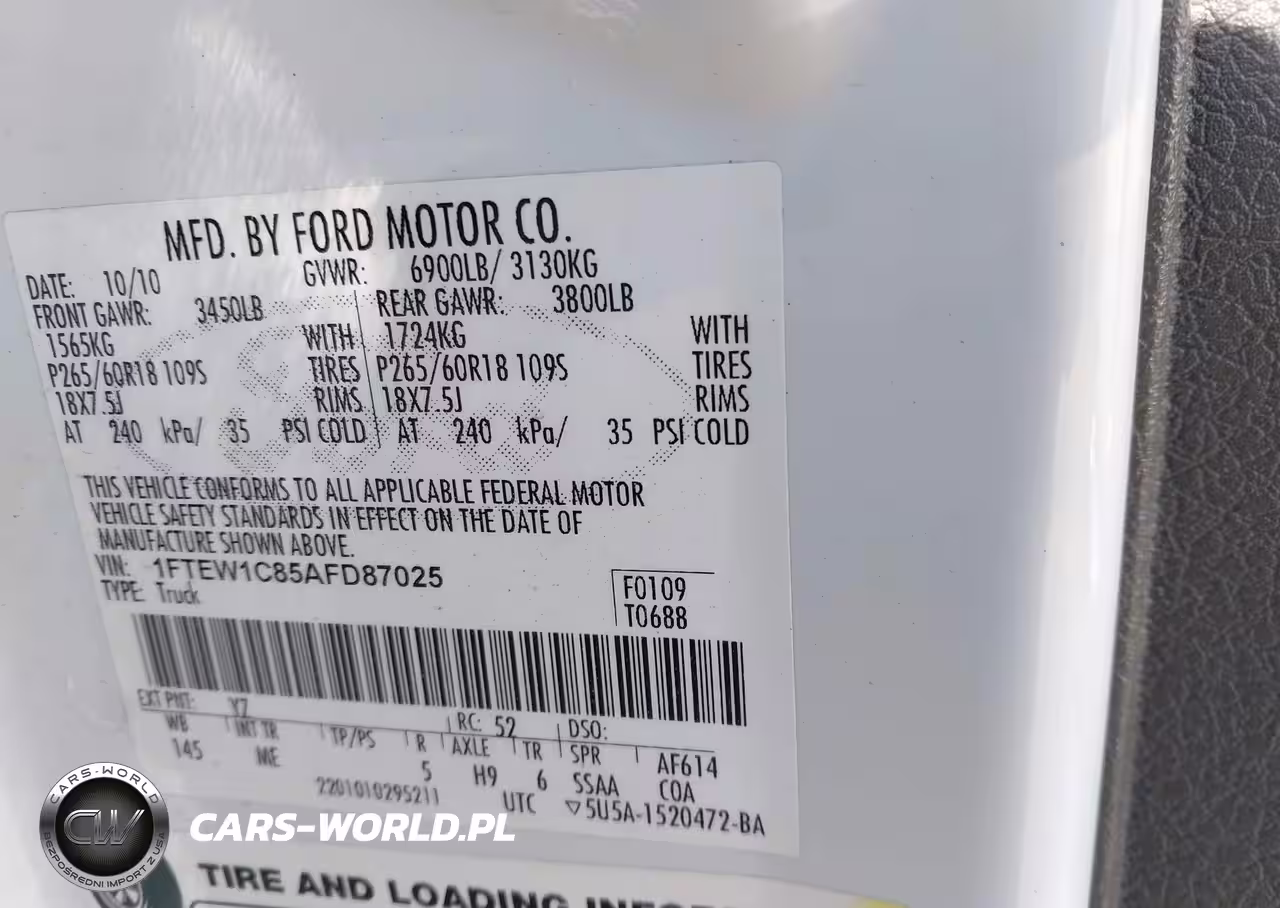 MFD. BY FORD MOTOR CO.
DATE: 10/10 GVWR: 6900LB/ 3130KG
FRONT GAWR: 3450LB REAR GAWR: 3800LB
1565KG WITH 1724KG WITH
P265/60R18 109S TIRES P265/60R18 109S TIRES
18X7.5J RIMS 18X7.5J RIMS
AT 240 kPa/ 35 PSI COLD AT 240 kPa/ 35 PSI COLD
THIS VEHICLE CONFORMS TO ALL APPLICABLE FEDERAL MOTOR
VEHICLE SAFETY STANDARDS IN EFFECT ON THE DATE OF
MANUFACTURE SHOWN ABOVE.
VIN: 1FTEW1C85AFD87025
TYPE: Truck
F0109
T0688
EXT PNT: YZ RC: 52 DSO:
WB INT TR TP/PS R AXLE TR SPR AF614
145 ME 5 H9 6 SSAA COA
2201010295211 UTC ▽5U5A-1520472-BA
CARS-WORLD
CW
BEZPOŚREDNI IMPORT Z USA
CARS-WORLD.PL
TIRE AND LOADING